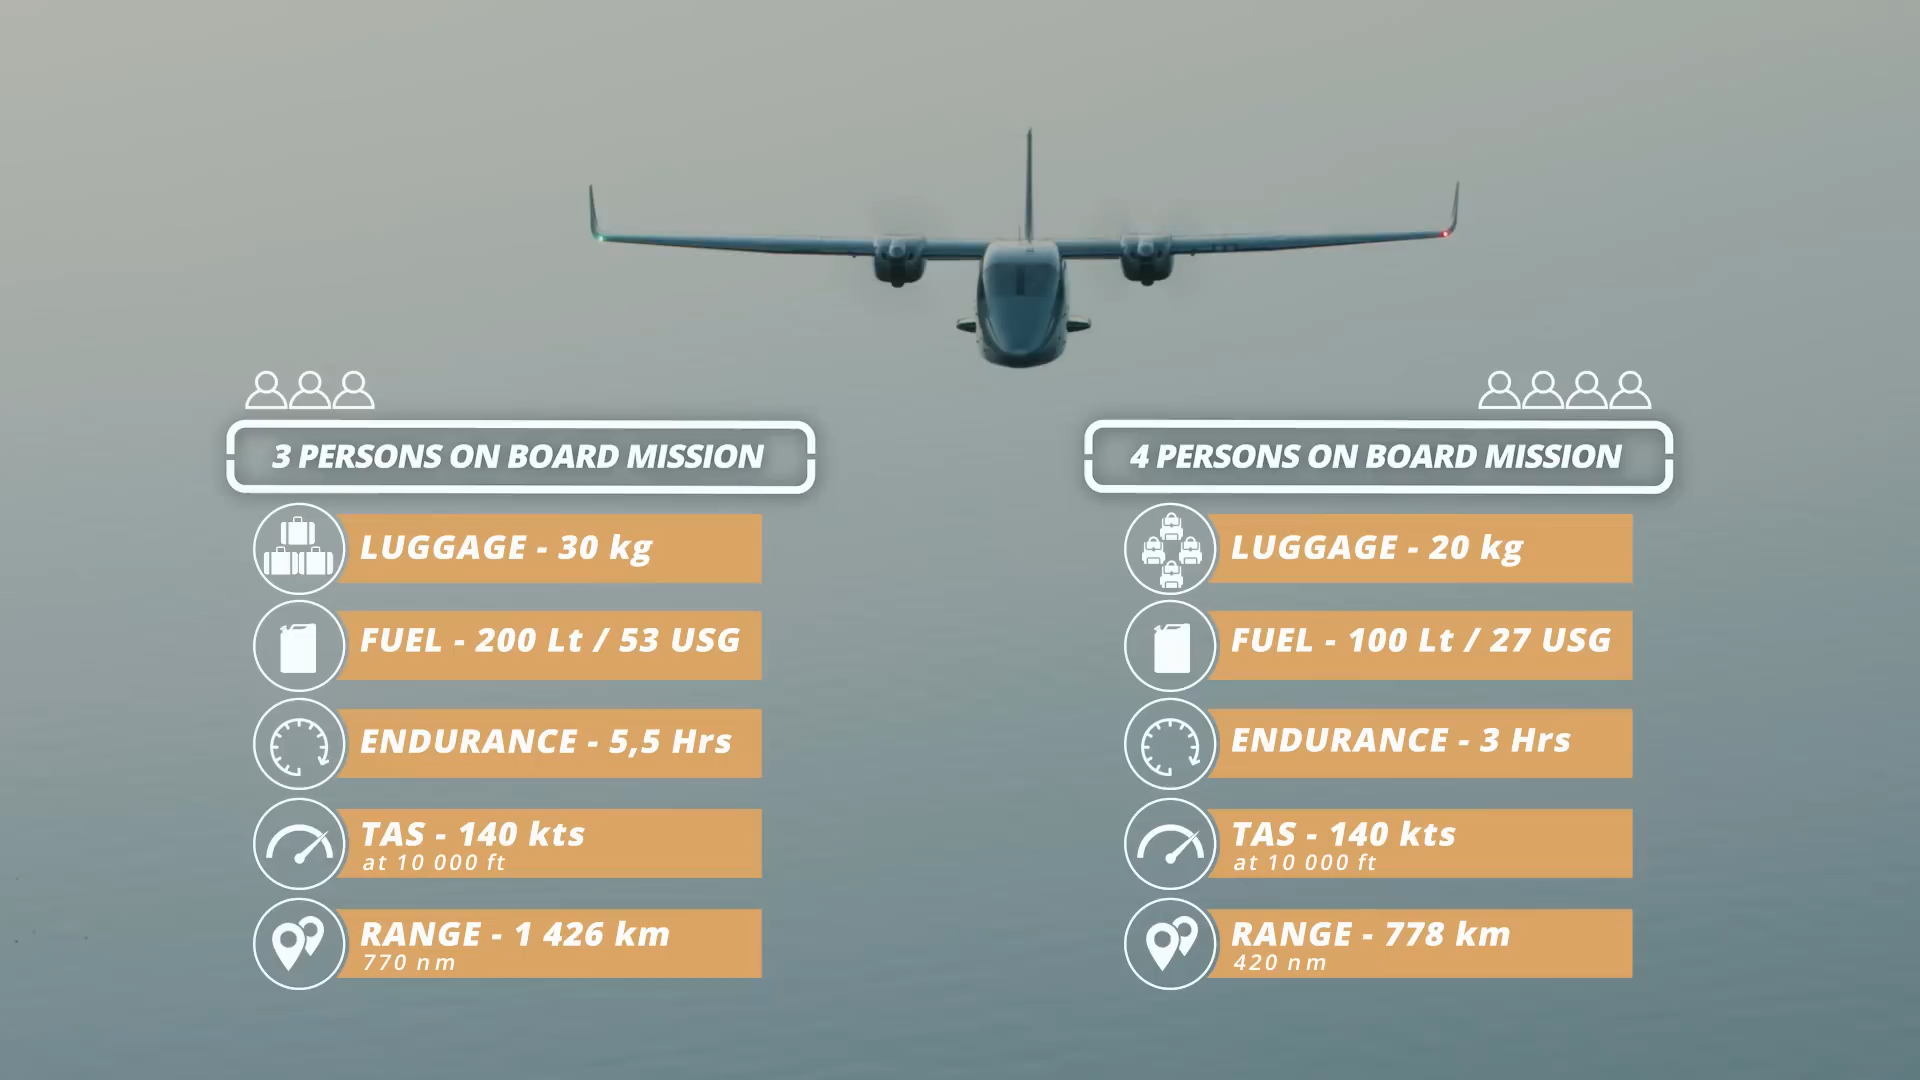 3 PERSONS ON BOARD MISSION
LUGGAGE - 30 kg
FUEL - 200 Lt / 53 USG
ENDURANCE - 5,5 Hrs
TAS - 140 kts
at 10 000 ft
RANGE - 1 426 km
770 nm
4 PERSONS ON BOARD MISSION
LUGGAGE - 20 kg
FUEL - 100 Lt / 27 USG
ENDURANCE - 3 Hrs
TAS - 140 kts
at 10 000 ft
RANGE - 778 km
420 nm